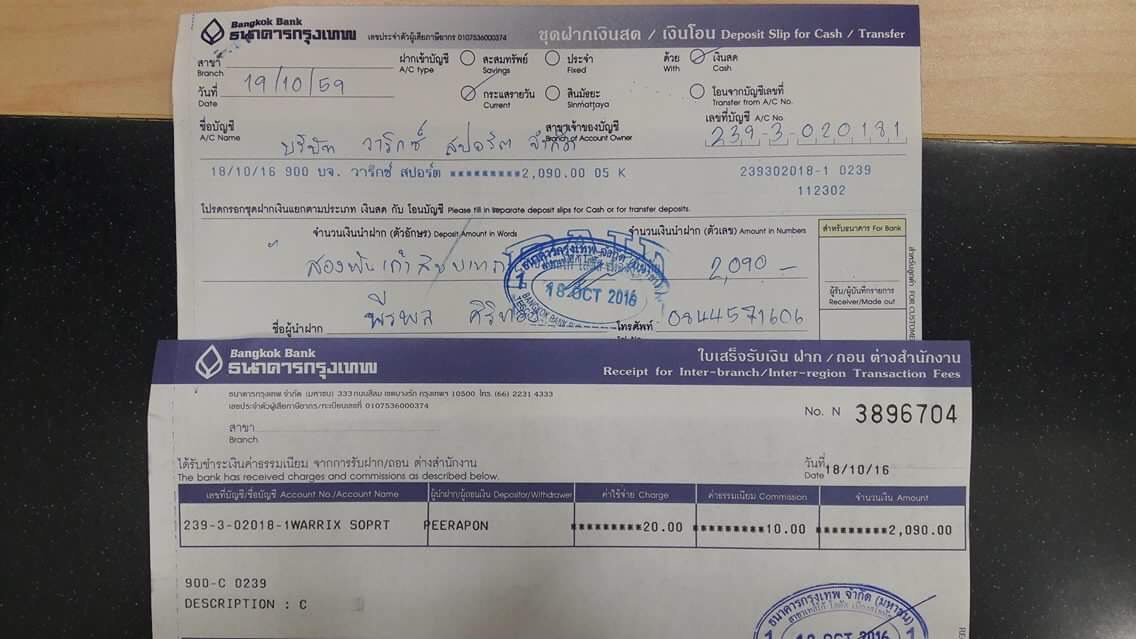 Bangkok Bank
ธนาคารกรุงเทพ เลขประจำตัวผู้เสียภาษีอากร 0107536000374
ชุดฝากเงินสด / เงินโอน Deposit Slip for Cash / Transfer
สาขา
Branch
ฝากเข้าบัญชี
A/C type
สะสมทรัพย์
Savings
ประจำ
Fixed
ด้วย
With
เงินสด
Cash
วันที่ 19/10/59
Date
กระแสรายวัน
Current
สินมัธยะ
Sinmattaya
โอนจากบัญชีเลขที่
Transfer from A/C No.
ชื่อบัญชี
A/C Name
บริษัท วาริกซ์ สปอร์ต จำกัด
สาขาเจ้าของบัญชี
Branch of Account Owner
เลขที่บัญชี A/C No.
239-3-020181
18/10/16 900 บจ. วาริกซ์ สปอร์ต *********2,090.00 05 K 239302018-1 0239
112302
โปรดกรอกชุดฝากเงินแยกตามประเภท เงินสด กับ โอนบัญชี Please fill in separate deposit slips for Cash or for transfer deposits.
จำนวนเงินนำฝาก (ตัวอักษร) Deposit Amount in Words
จำนวนเงินนำฝาก (ตัวเลข) Amount in Numbers
สำหรับธนาคาร For Bank
สองพันเก้าสิบบาท
2,090 -
ธนาคารกรุงเทพ จำกัด (มหาชน)
18 OCT 2016
BANGKOK BANK
ผู้รับ/ผู้บันทึกรายการ
Receiver/Made out
ชื่อผู้นำฝาก พีรพล
โทรศัพท์ 0844571606
Bangkok Bank
ธนาคารกรุงเทพ
ใบเสร็จรับเงิน ฝาก / ถอน ต่างสำนักงาน
Receipt for Inter-branch/Inter-region Transaction Fees
ธนาคารกรุงเทพ จำกัด (มหาชน) 333 ถนนสีลม เขตบางรัก กรุงเทพฯ 10500 โทร. (66) 2231 4333
เลขประจำตัวผู้เสียภาษีอากร/ทะเบียนเลขที่ 0107536000374
No. N 3896704
สาขา
Branch
ได้รับชำระเงินค่าธรรมเนียม จากการรับฝาก/ถอน ต่างสำนักงาน
The bank has received charges and commissions as described below.
วันที่ 18/10/16
Date
เลขที่บัญชี/ชื่อบัญชี Account No./Account Name ผู้นำฝาก/ผู้ถอนเงิน Depositor/Withdrawer ค่าใช้จ่าย Charge ค่าธรรมเนียม Commission จำนวนเงิน Amount
239-3-02018-1WARRIX SOPRT PEERAPON *********20.00 *********10.00 *********2,090.00
900-C 0239
DESCRIPTION : C
ธนาคารกรุงเทพ จำกัด (มหาชน)